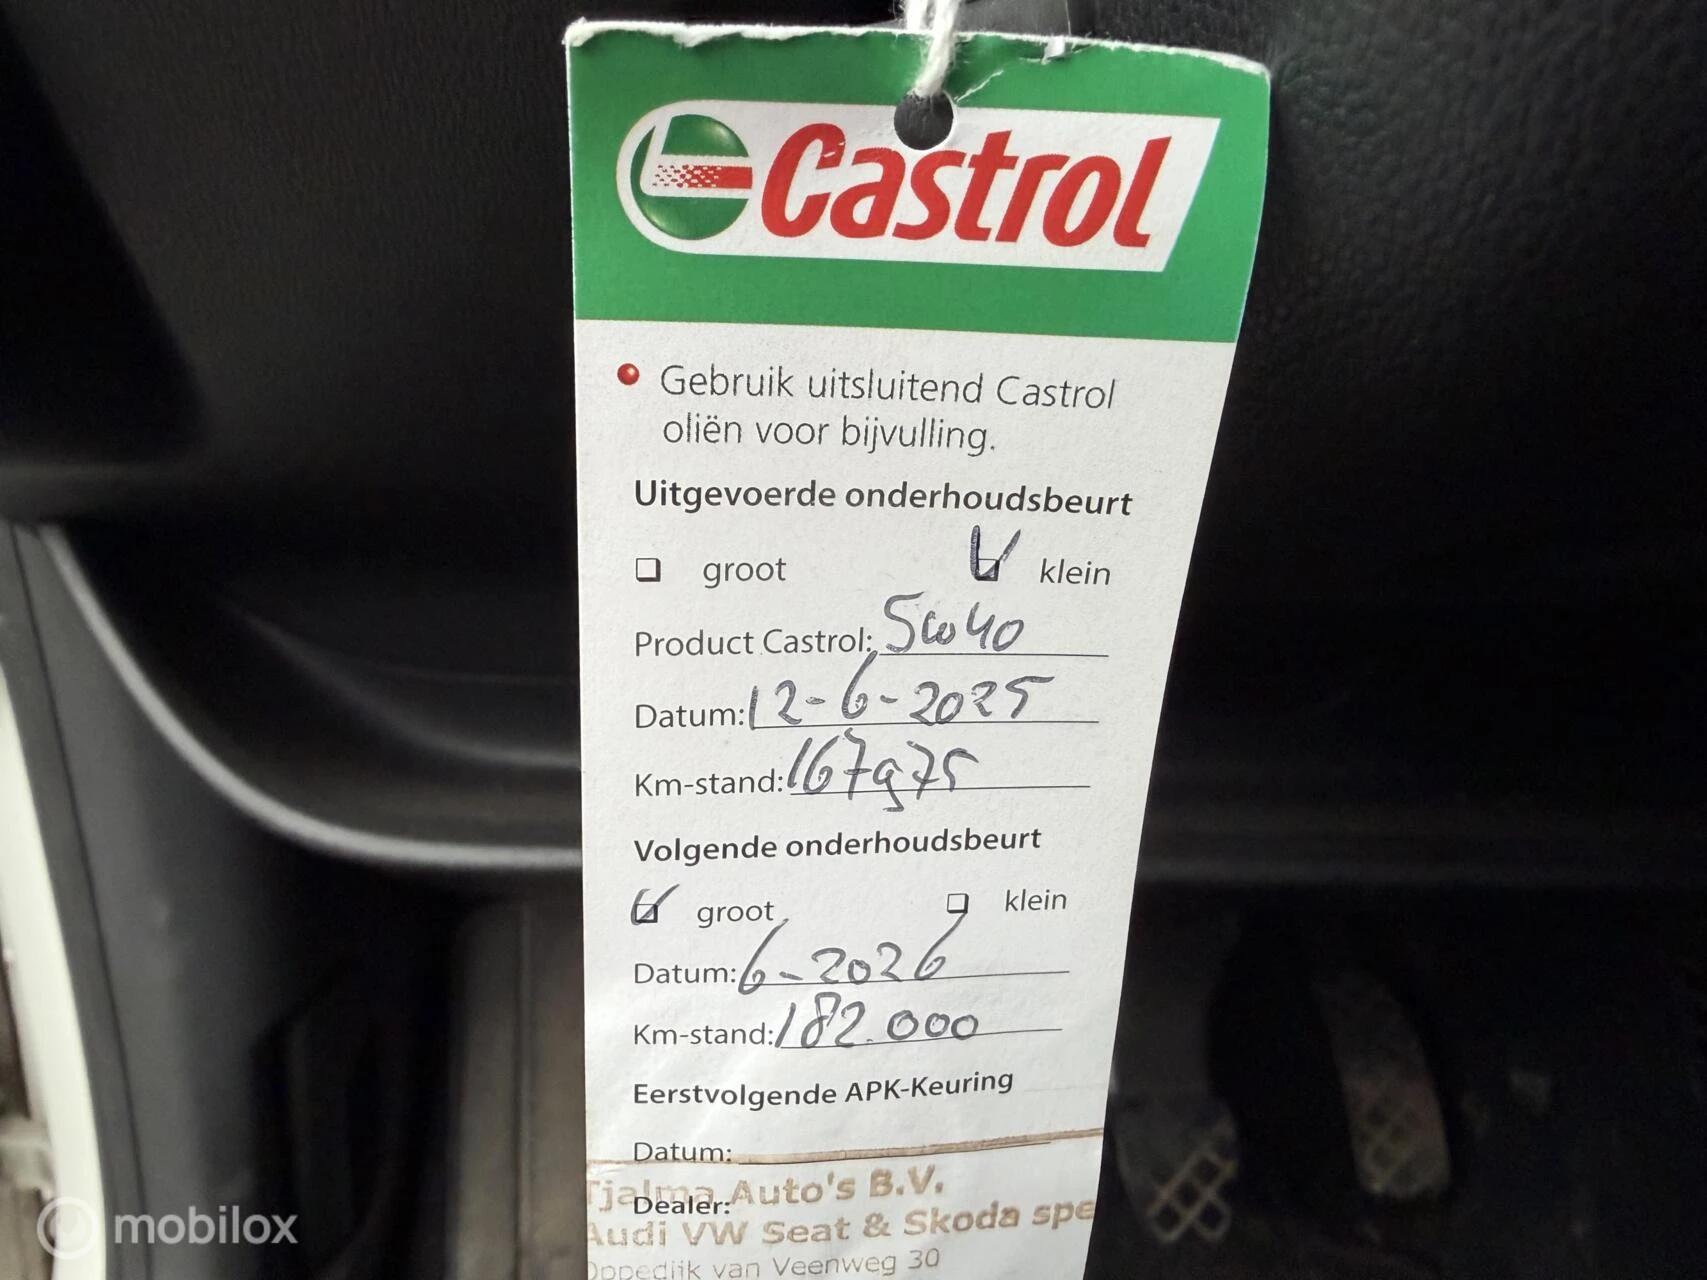 Castrol
Gebruik uitsluitend Castrol
oliën voor bijvulling.
Uitgevoerde onderhoudsbeurt
groot klein
Product Castrol: 5w40
Datum: 12-6-2025
Km-stand: 167975
Volgende onderhoudsbeurt
groot klein
Datum: 6-2026
Km-stand: 182.000
Eerstvolgende APK-Keuring
Datum:
Tjalma Auto's B.V.
Dealer:
Audi VW Seat & Skoda spe
Oppedijk van Veenweg 30
mobilox